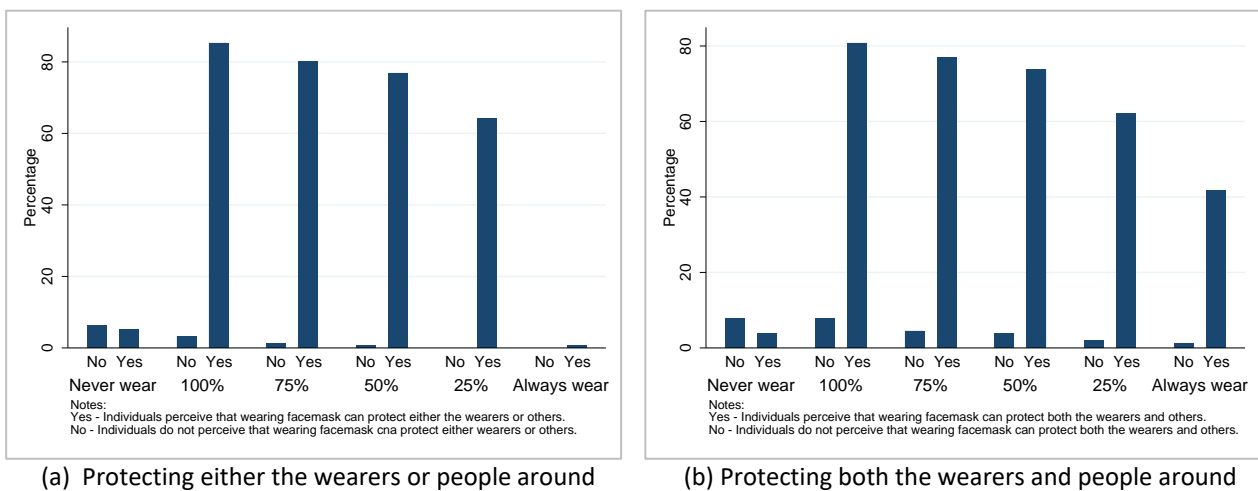 80
60
40
20
0
Percentage
No Yes No Yes No Yes No Yes No Yes No Yes
Never wear 100% 75% 50% 25% Always wear
Notes:
Yes - Individuals perceive that wearing facemask can protect either the wearers or others.
No - Individuals do not perceive that wearing facemask cna protect either wearers or others.
(a) Protecting either the wearers or people around
80
60
40
20
0
Percentage
No Yes No Yes No Yes No Yes No Yes No Yes
Never wear 100% 75% 50% 25% Always wear
Notes:
Yes - Individuals perceive that wearing facemask can protect both the wearers and others.
No - Individuals do not perceive that wearing facemask can protect both the wearers and others.
(b) Protecting both the wearers and people around